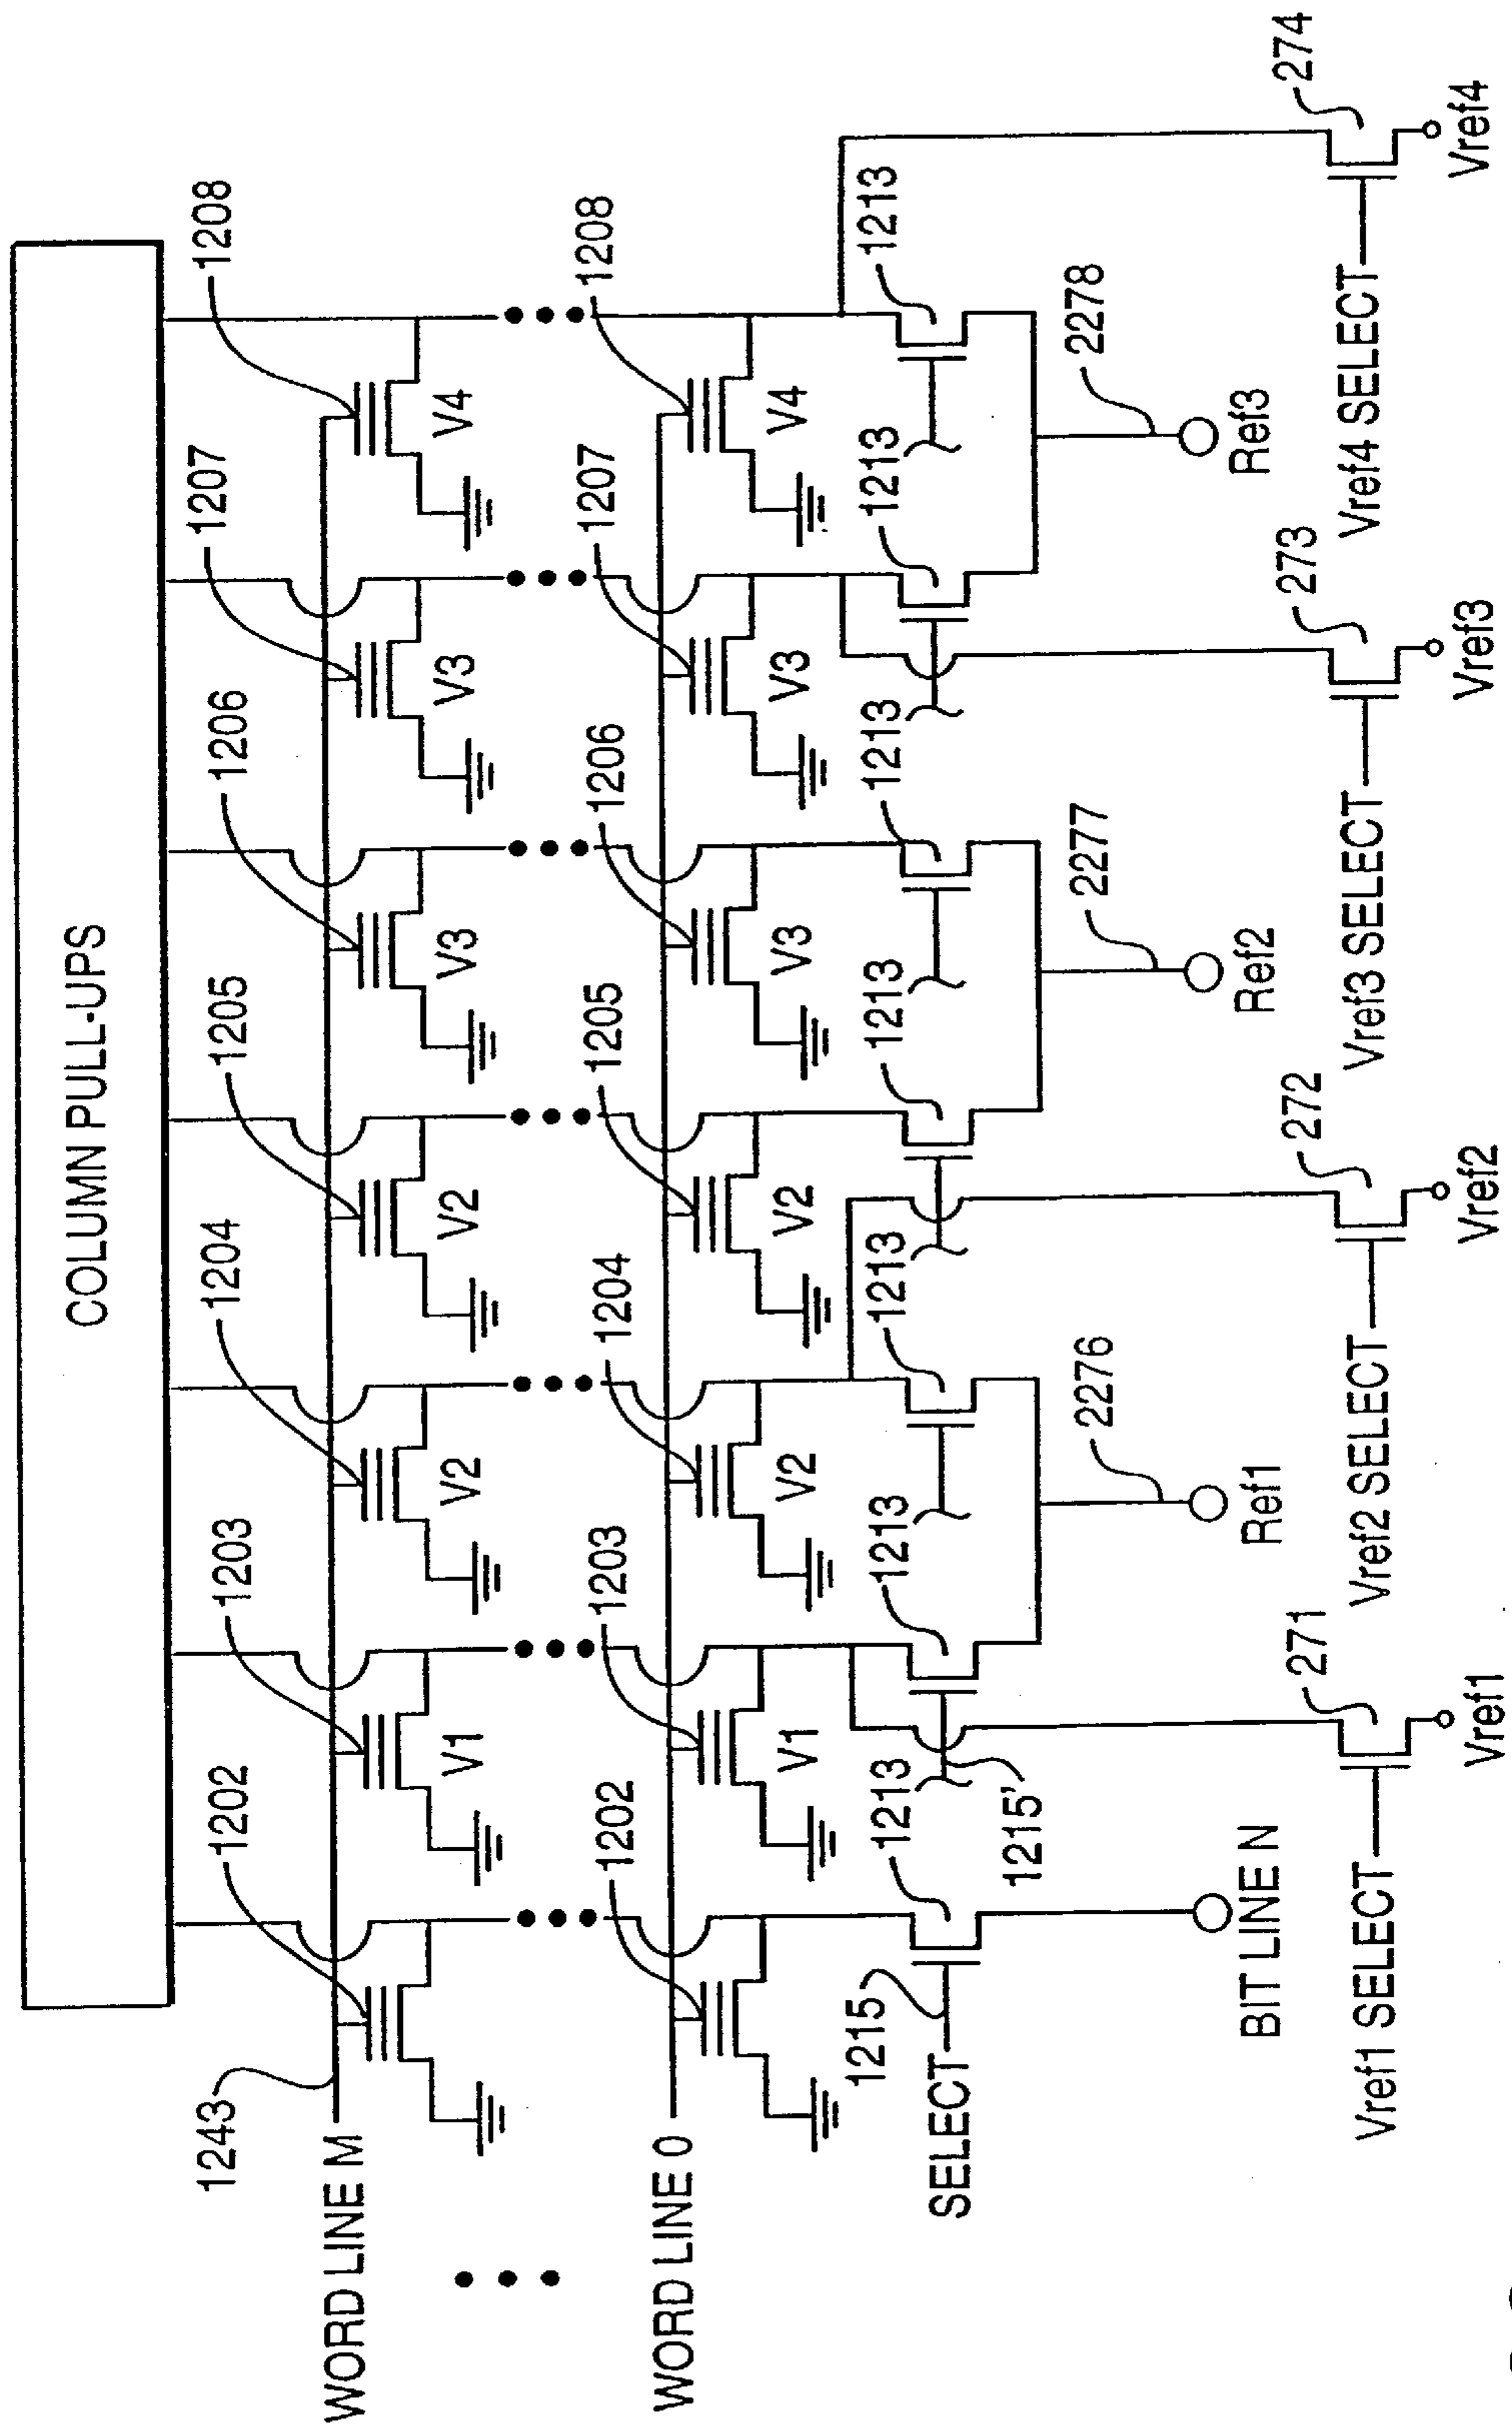 COLUMN PULL-UPS
1243
1202
1203
1204
1205
1206
1207
1208
WORD LINE M
V1
V2
V2
V3
V3
V4
1202
1203
1204
1205
1206
1207
1208
WORD LINE 0
V1
V2
V2
V3
V3
V4
1215
1213
1213
1213
1213
1213
1213
1213
SELECT
1215'
2276
2277
2278
BIT LINE N
Ref1
Ref2
Ref3
271
272
273
274
Vref1 SELECT
Vref2 SELECT
Vref3 SELECT
Vref4 SELECT
Vref1
Vref2
Vref3
Vref4